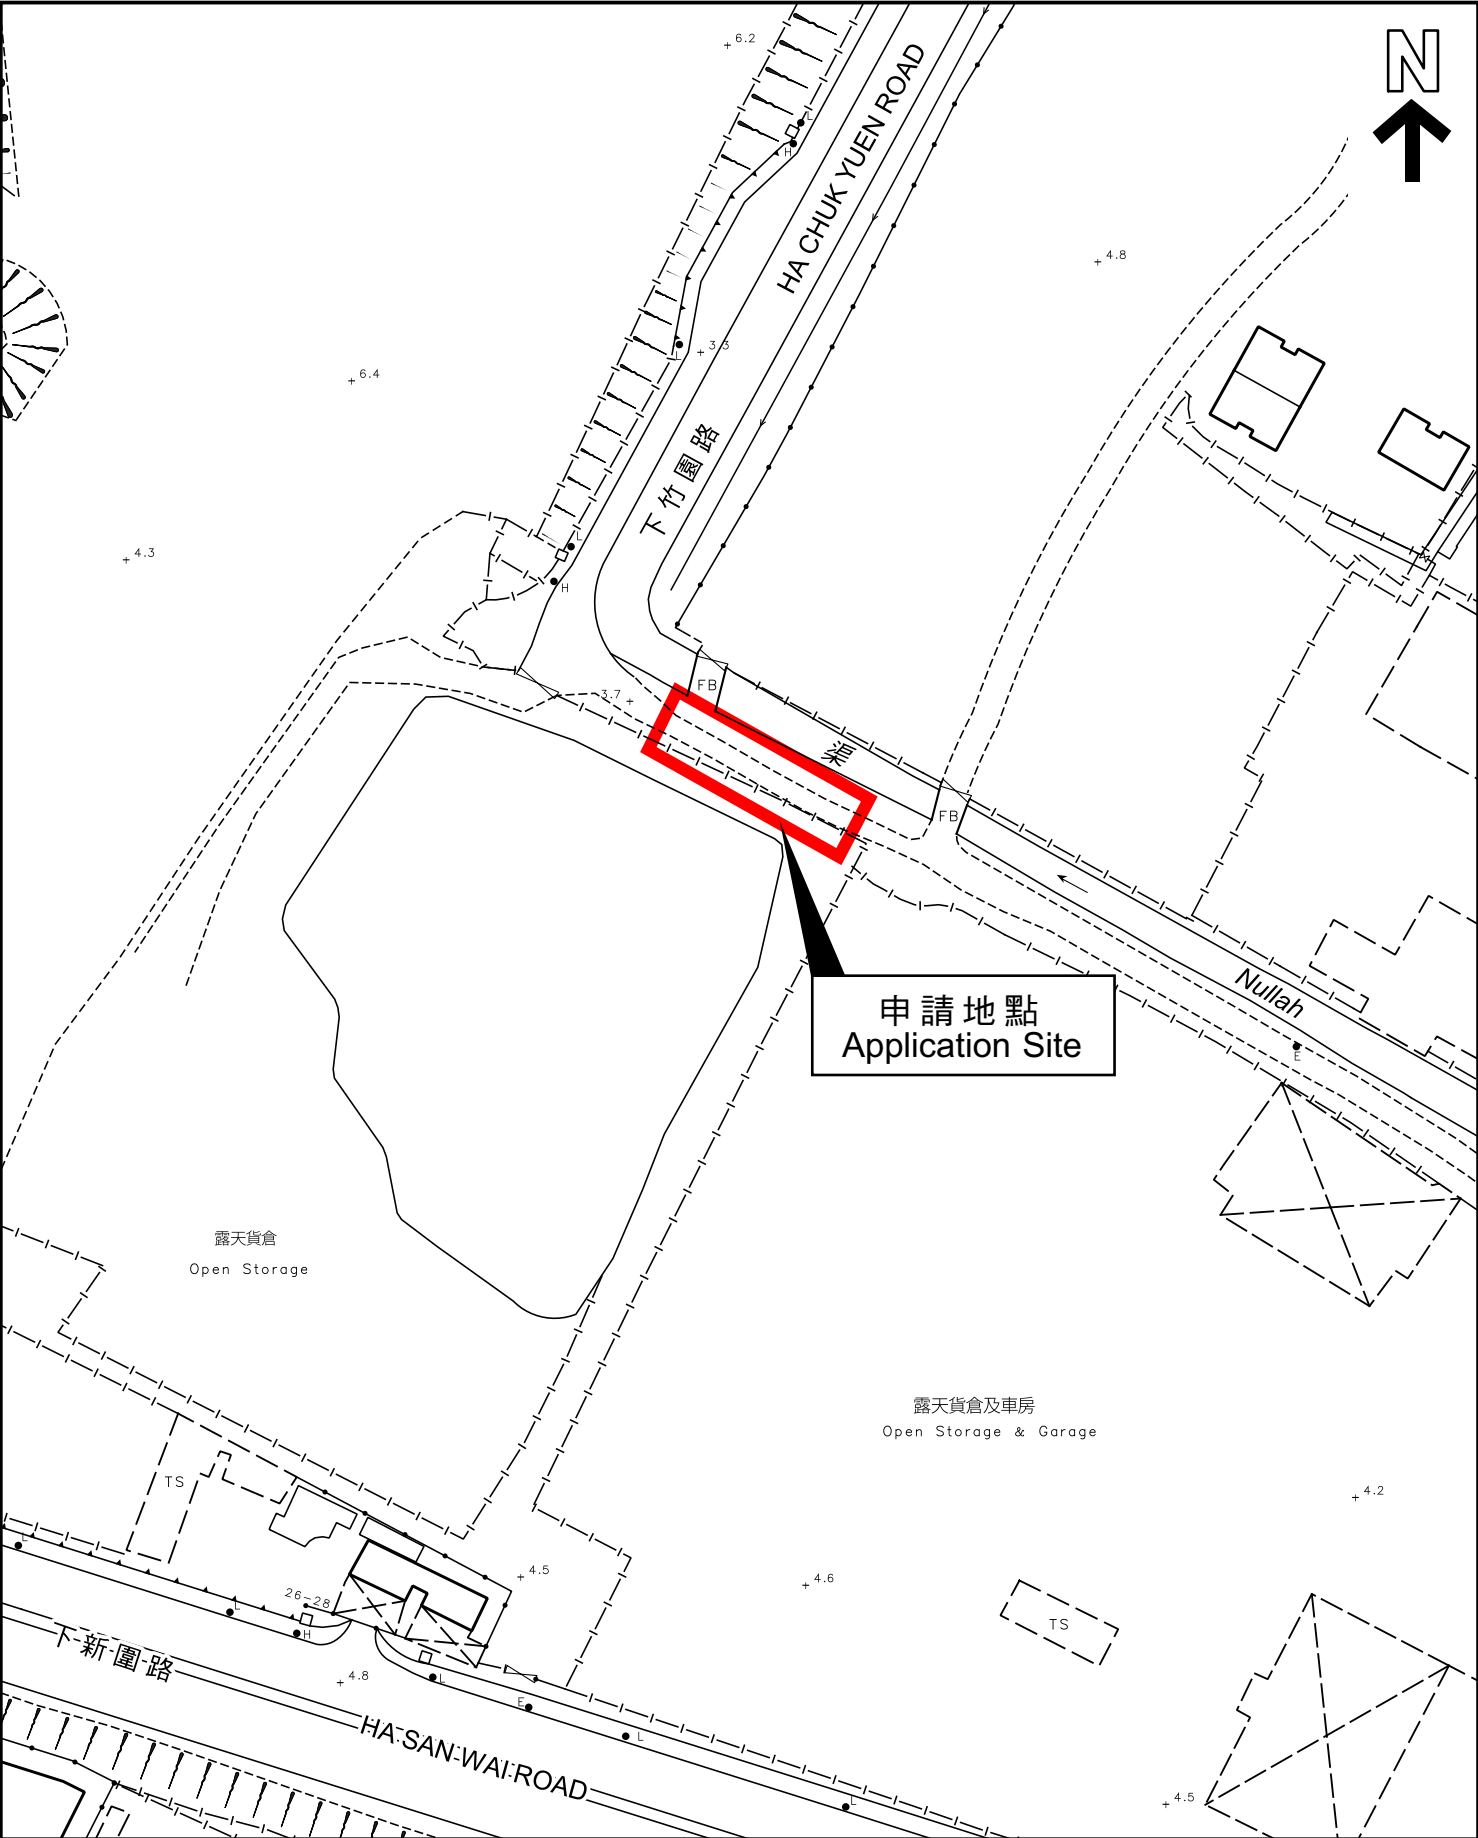 N
6.2
L
H
HA CHUK YUEN ROAD
4.8
3.3
L
6.4
下竹園路
4.3
L
H
FB
3.7
渠
FB
Nullah
申請地點
Application Site
E
露天貨倉
Open Storage
露天貨倉及車房
Open Storage & Garage
TS
4.2
L
4.5
4.6
26-28
L
H
TS
下新圍路
4.8
L
E
HA SAN WAI ROAD
L
L
4.5